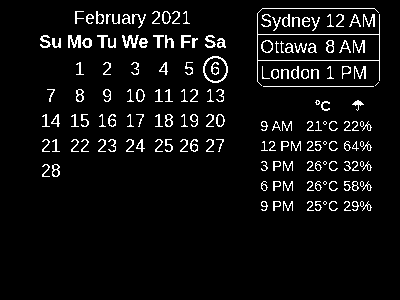 February 2021
Su Mo Tu We Th Fr Sa
1 2 3 4 5 6
7 8 9 10 11 12 13
14 15 16 17 18 19 20
21 22 23 24 25 26 27
28
Sydney 12 AM
Ottawa 8 AM
London 1 PM
°C ☂
9 AM 21°C 22%
12 PM 25°C 64%
3 PM 26°C 32%
6 PM 26°C 58%
9 PM 25°C 29%